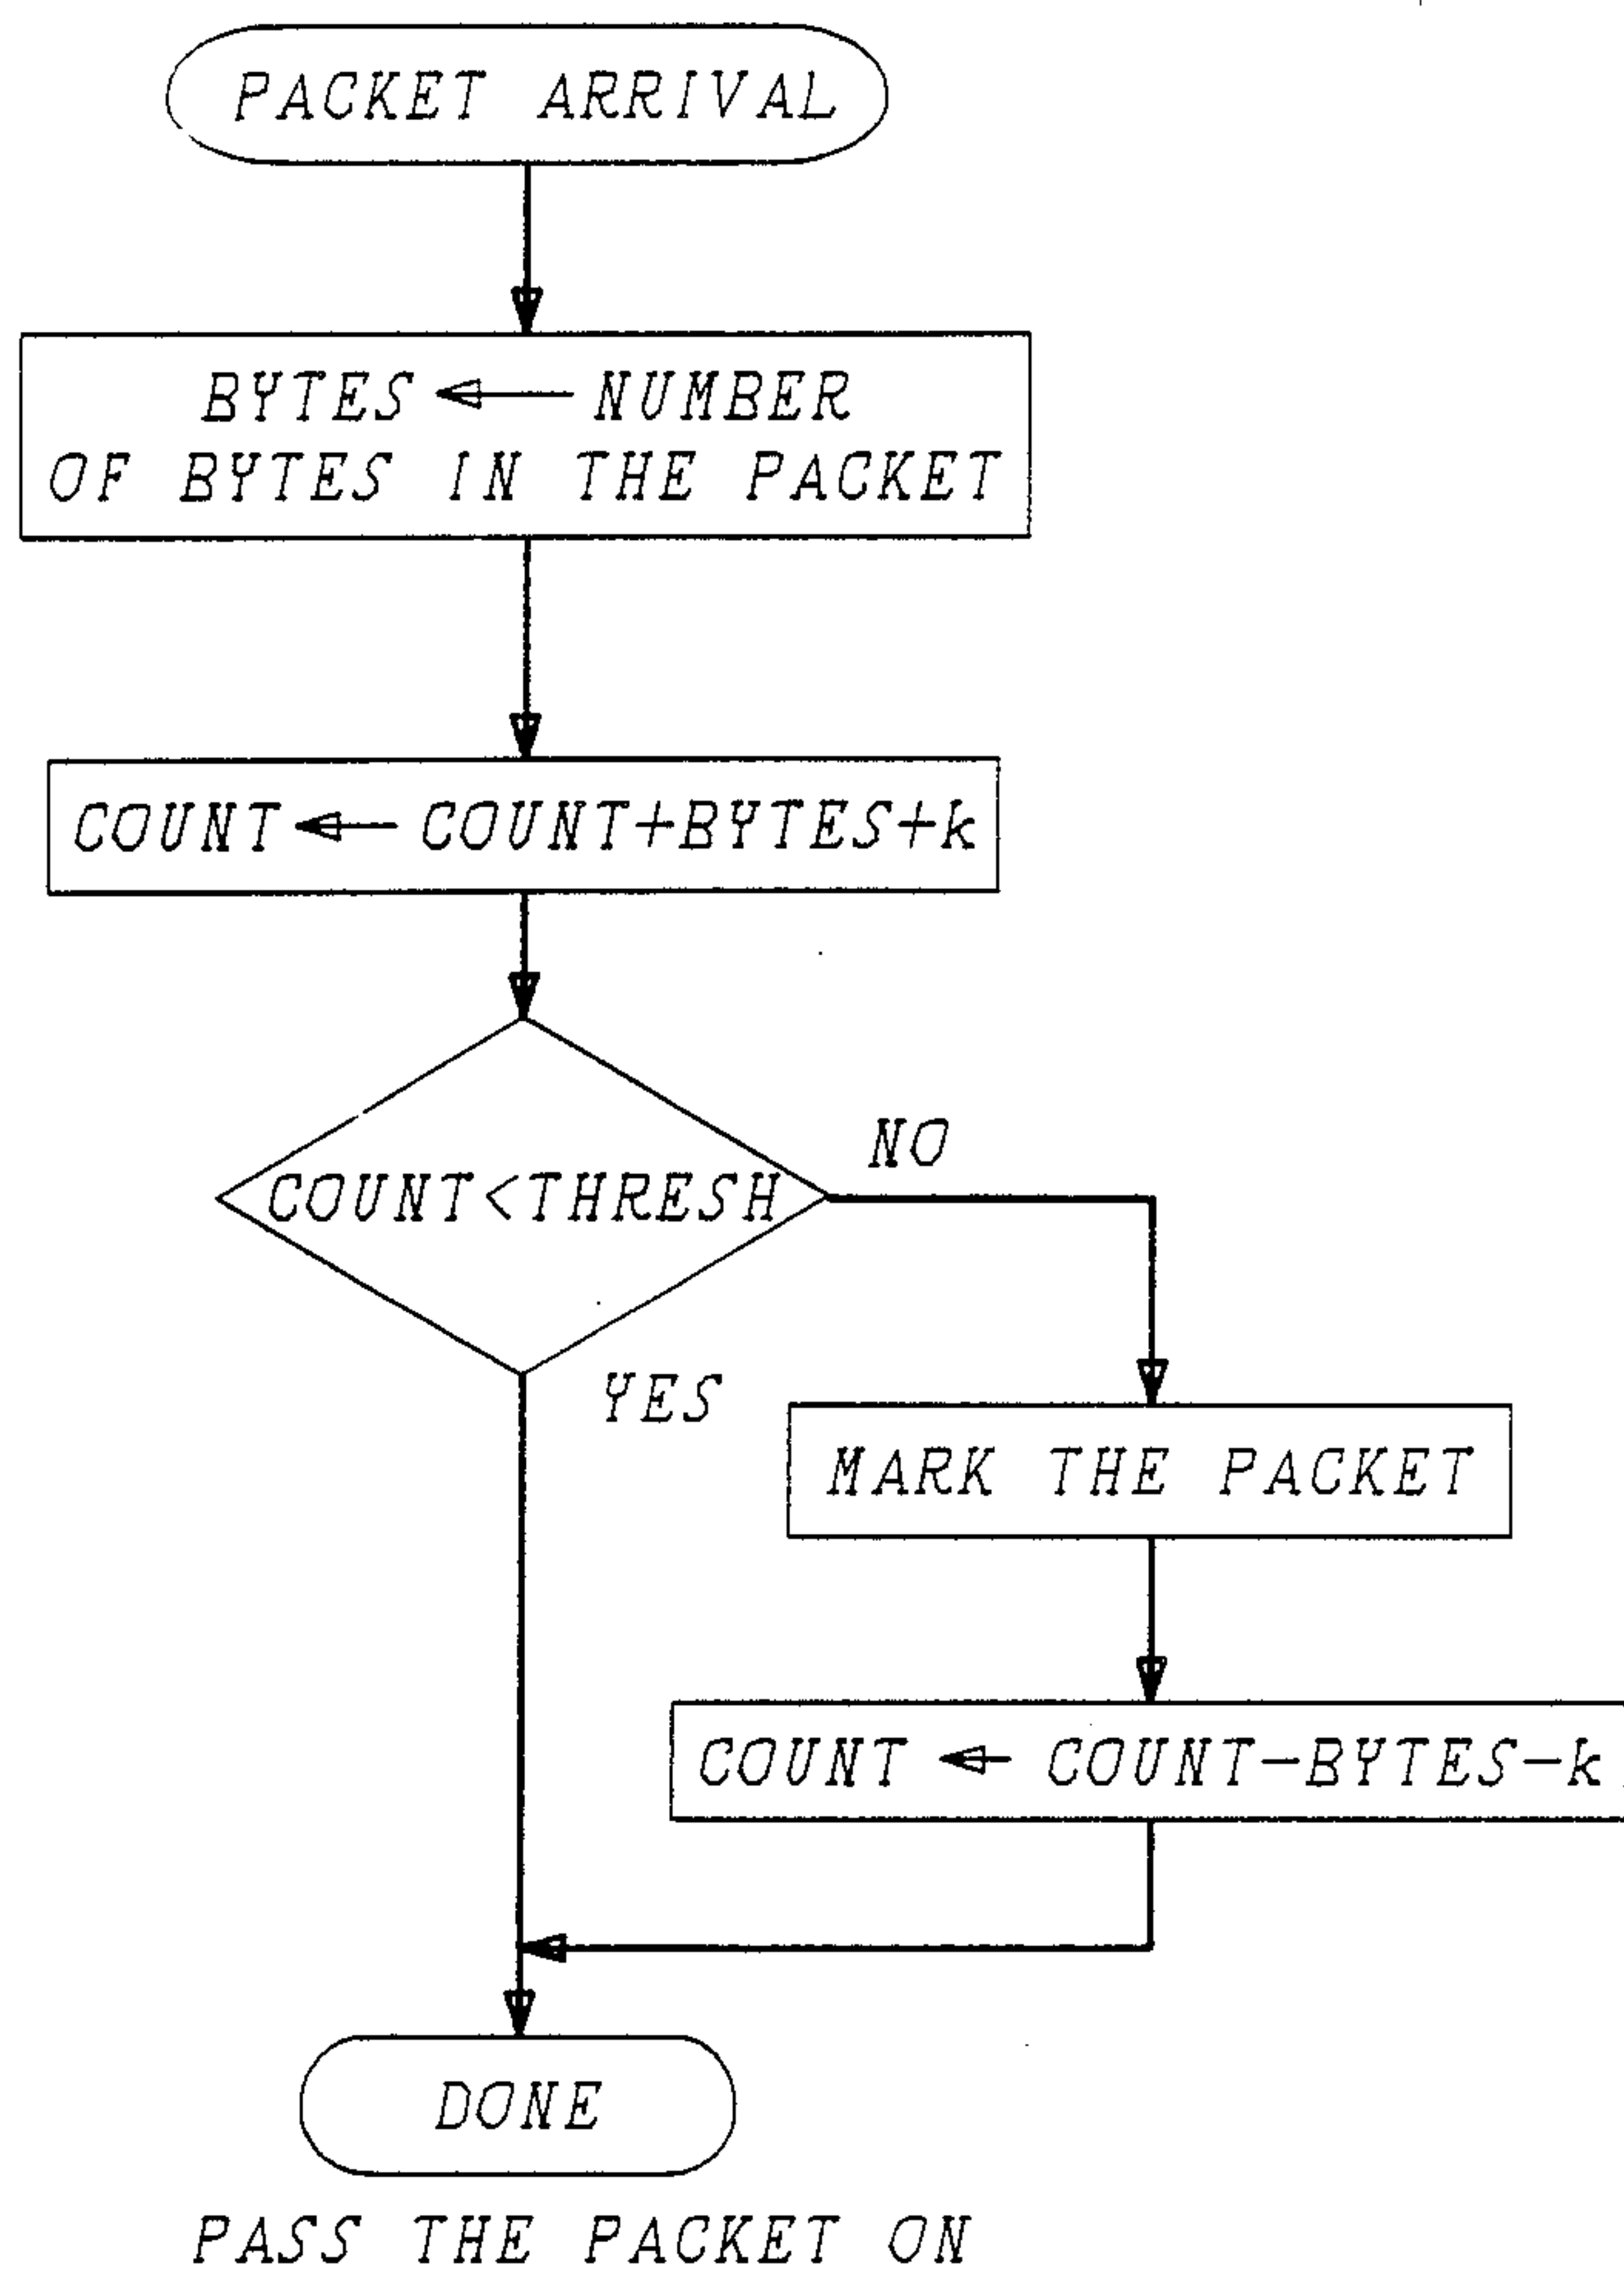 PACKET ARRIVAL
BYTES ← NUMBER
OF BYTES IN THE PACKET
COUNT ← COUNT+BYTES+k
COUNT<THRESH
NO
YES
MARK THE PACKET
COUNT ← COUNT-BYTES-k
DONE
PASS THE PACKET ON